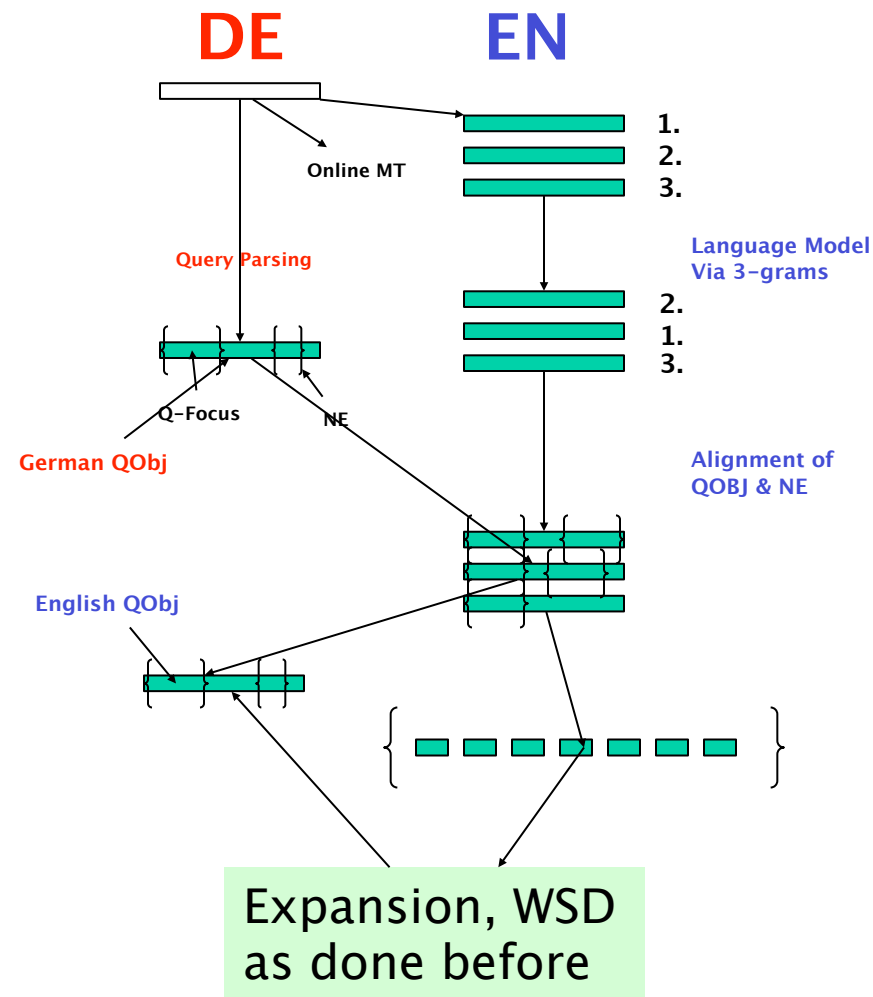 DE
EN
1.
2.
3.
Online MT
Query Parsing
Language Model
Via 3-grams
2.
1.
3.
Q-Focus
NE
German QObj
Alignment of
QOBJ & NE
English QObj
Expansion, WSD
as done before